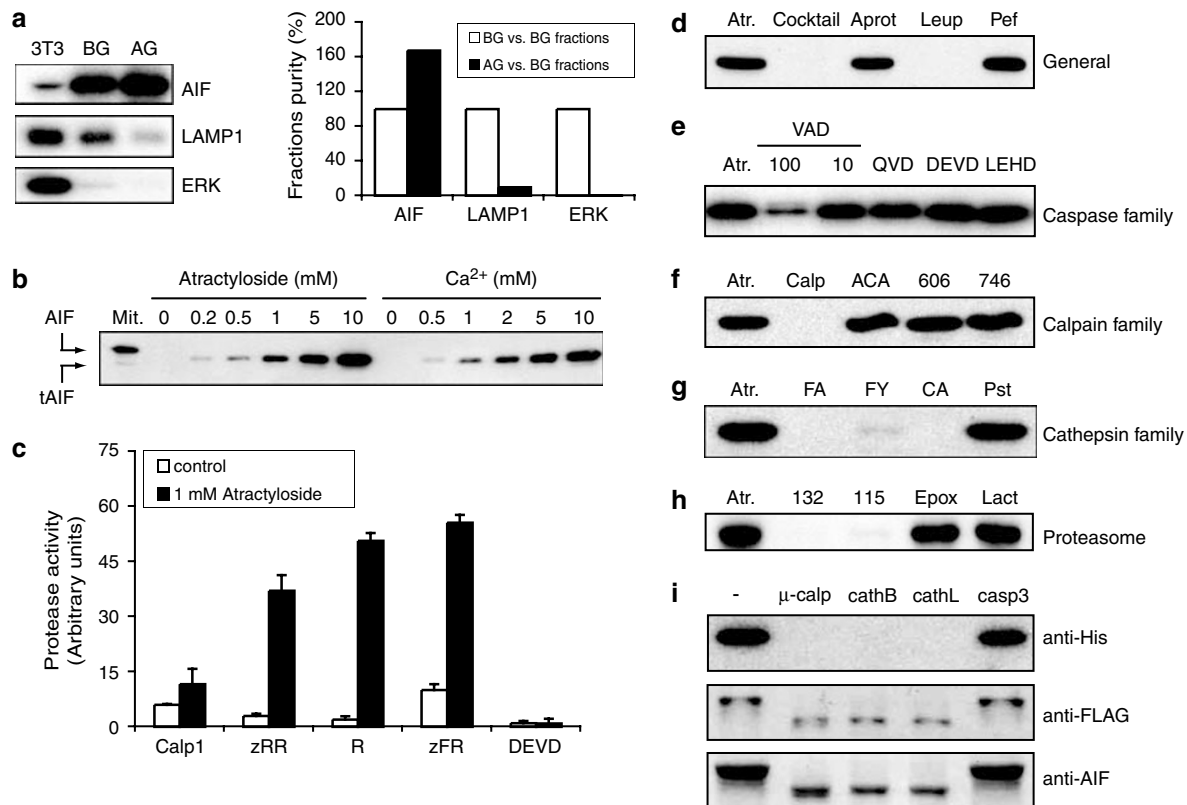 a
3T3 BG AG
AIF
LAMP1
ERK
Fractions purity (%)
200
160
120
80
40
0
BG vs. BG fractions
AG vs. BG fractions
AIF LAMP1 ERK
b
Atractyloside (mM) Ca2+ (mM)
AIF Mit. 0 0.2 0.5 1 5 10 0 0.5 1 2 5 10
tAIF
c
Protease activity
(Arbitrary units)
75
60
45
30
15
0
control
1 mM Atractyloside
Calp1 zRR R zFR DEVD
d
Atr. Cocktail Aprot Leup Pef
General
e
VAD
Atr. 100 10 QVD DEVD LEHD
Caspase family
f
Atr. Calp ACA 606 746
Calpain family
g
Atr. FA FY CA Pst
Cathepsin family
h
Atr. 132 115 Epox Lact
Proteasome
i
- μ-calp cathB cathL casp3
anti-His
anti-FLAG
anti-AIF